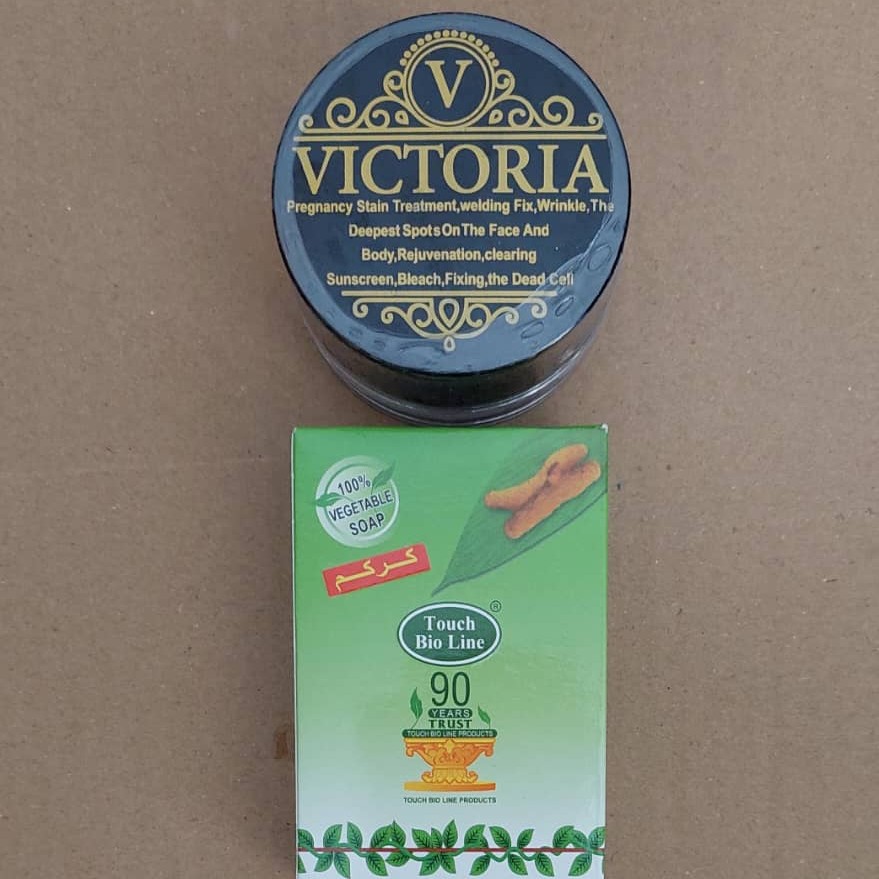 V
VICTORIA
Pregnancy Stain Treatment,welding Fix,Wrinkle,The
Deepest Spots On The Face And
Body,Rejuvenation,clearing
Sunscreen,Bleach,Fixing,the Dead Cell
100%
VEGETABLE
SOAP
كركم
Touch
Bio Line
®
90
YEARS
TRUST
TOUCH BIO LINE PRODUCTS
TOUCH BIO LINE PRODUCTS